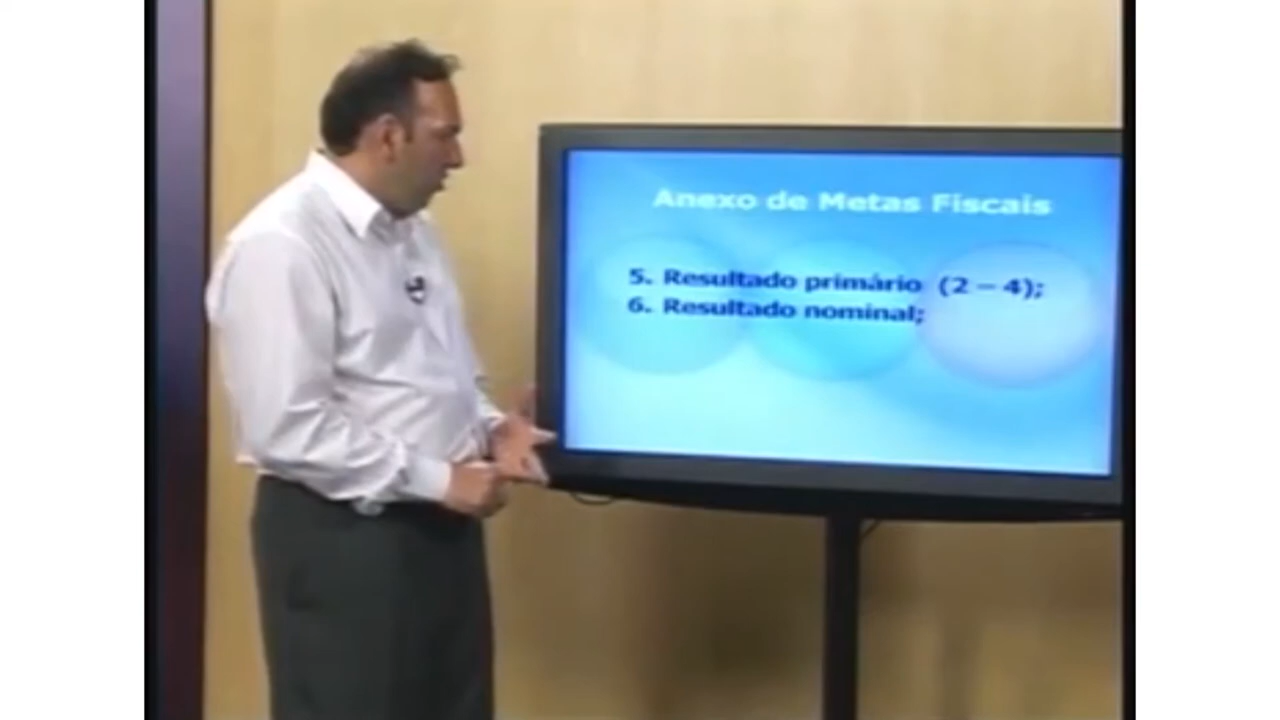 Anexo de Metas Fiscais
5. Resultado primário (2 – 4);
6. Resultado nominal;